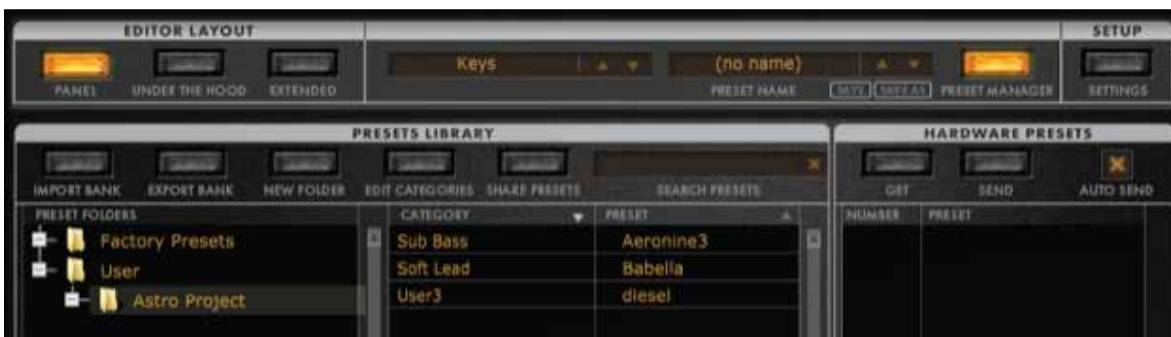 EDITOR LAYOUT SETUP
Keys (no name)
PANEL UNDER THE HOOD EXTENDED PRESET NAME SAVE SAVE AS PRESET MANAGER SETTINGS
PRESETS LIBRARY HARDWARE PRESETS
IMPORT BANK EXPORT BANK NEW FOLDER EDIT CATEGORIES SHARE PRESETS SEARCH PRESETS GET SEND AUTO SEND
PRESET FOLDERS CATEGORY PRESET NUMBER PRESET
Factory Presets Sub Bass Aeronine3
User Soft Lead Babella
Astro Project User3 diesel